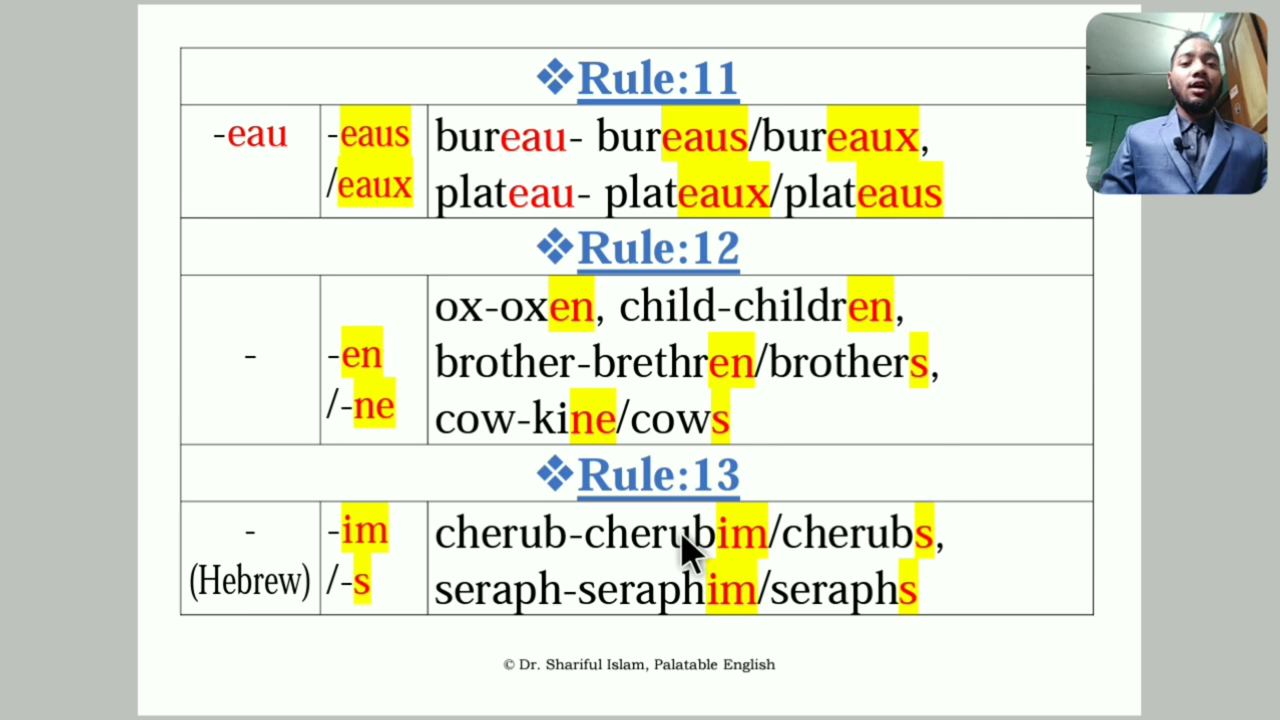 ❖Rule:11
-eau
-eaus
/eaux
bureau- bureaus/bureaux,
plateau- plateaux/plateaus
❖Rule:12
-
-en
/-ne
ox-oxen, child-children,
brother-brethren/brothers,
cow-kine/cows
❖Rule:13
-
(Hebrew)
-im
/-s
cherub-cherubim/cherubs,
seraph-seraphim/seraphs
© Dr. Shariful Islam, Palatable English